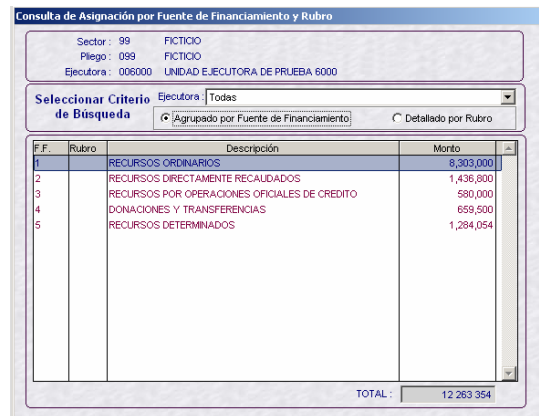 Consulta de Asignación por Fuente de Financiamiento y Rubro
Sector : 99 FICTICIO
Pliego : 099 FICTICIO
Ejecutora : 006000 UNIDAD EJECUTORA DE PRUEBA 6000
Seleccionar Criterio de Búsqueda
Ejecutora : Todas
Agrupado por Fuente de Financiamiento Detallado por Rubro
F.F. Rubro Descripción Monto
1 RECURSOS ORDINARIOS 8,303,000
2 RECURSOS DIRECTAMENTE RECAUDADOS 1,436,800
3 RECURSOS POR OPERACIONES OFICIALES DE CREDITO 580,000
4 DONACIONES Y TRANSFERENCIAS 659,500
5 RECURSOS DETERMINADOS 1,284,054
TOTAL : 12 263 354